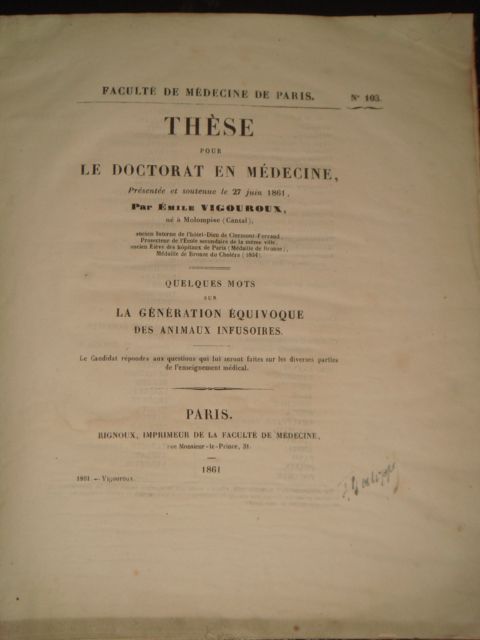 FACULTÉ DE MÉDECINE DE PARIS. N° 103.
THÈSE
POUR
LE DOCTORAT EN MÉDECINE,
Présentée et soutenue le 27 juin 1861,
Par ÉMILE VIGOUROUX,
né à Molompise (Cantal),
ancien Interne de l'hôtel-Dieu de Clermont-Ferrand,
Prosecteur de l'École secondaire de la même ville,
ancien Élève des hôpitaux de Paris (Médaille de Bronze),
Médaille de Bronze du Choléra (1854).
QUELQUES MOTS
SUR
LA GÉNÉRATION ÉQUIVOQUE
DES ANIMAUX INFUSOIRES.
Le Candidat répondra aux questions qui lui seront faites sur les diverses parties
de l'enseignement médical.
PARIS.
RIGNOUX, IMPRIMEUR DE LA FACULTÉ DE MÉDECINE,
rue Monsieur-le-Prince, 31.
1861
1861. — Vigouroux.